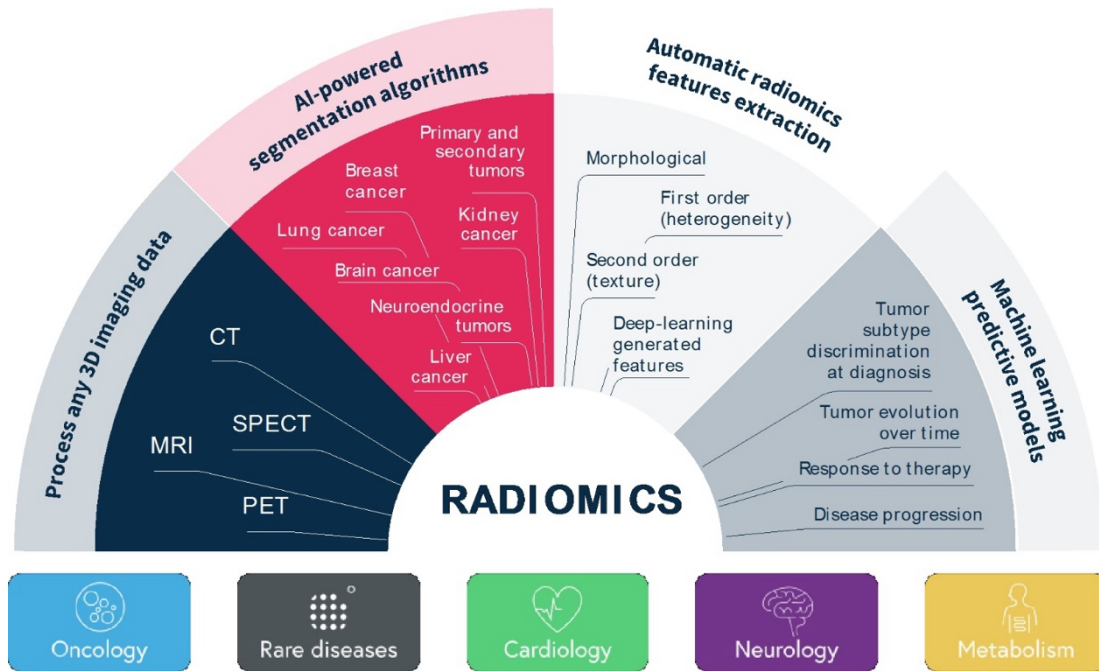 Process any 3D imaging data
CT
SPECT
MRI
PET
AI-powered
segmentation algorithms
Primary and
secondary
tumors
Breast
cancer
Kidney
cancer
Lung cancer
Brain cancer
Neuroendocrine
tumors
Liver
cancer
Automatic radiomics
features extraction
Morphological
First order
(heterogeneity)
Second order
(texture)
Deep-learning
generated
features
Machine learning
predictive models
Tumor
subtype
discrimination
at diagnosis
Tumor evolution
over time
Response to therapy
Disease progression
RADIOMICS
Oncology
Rare diseases
Cardiology
Neurology
Metabolism